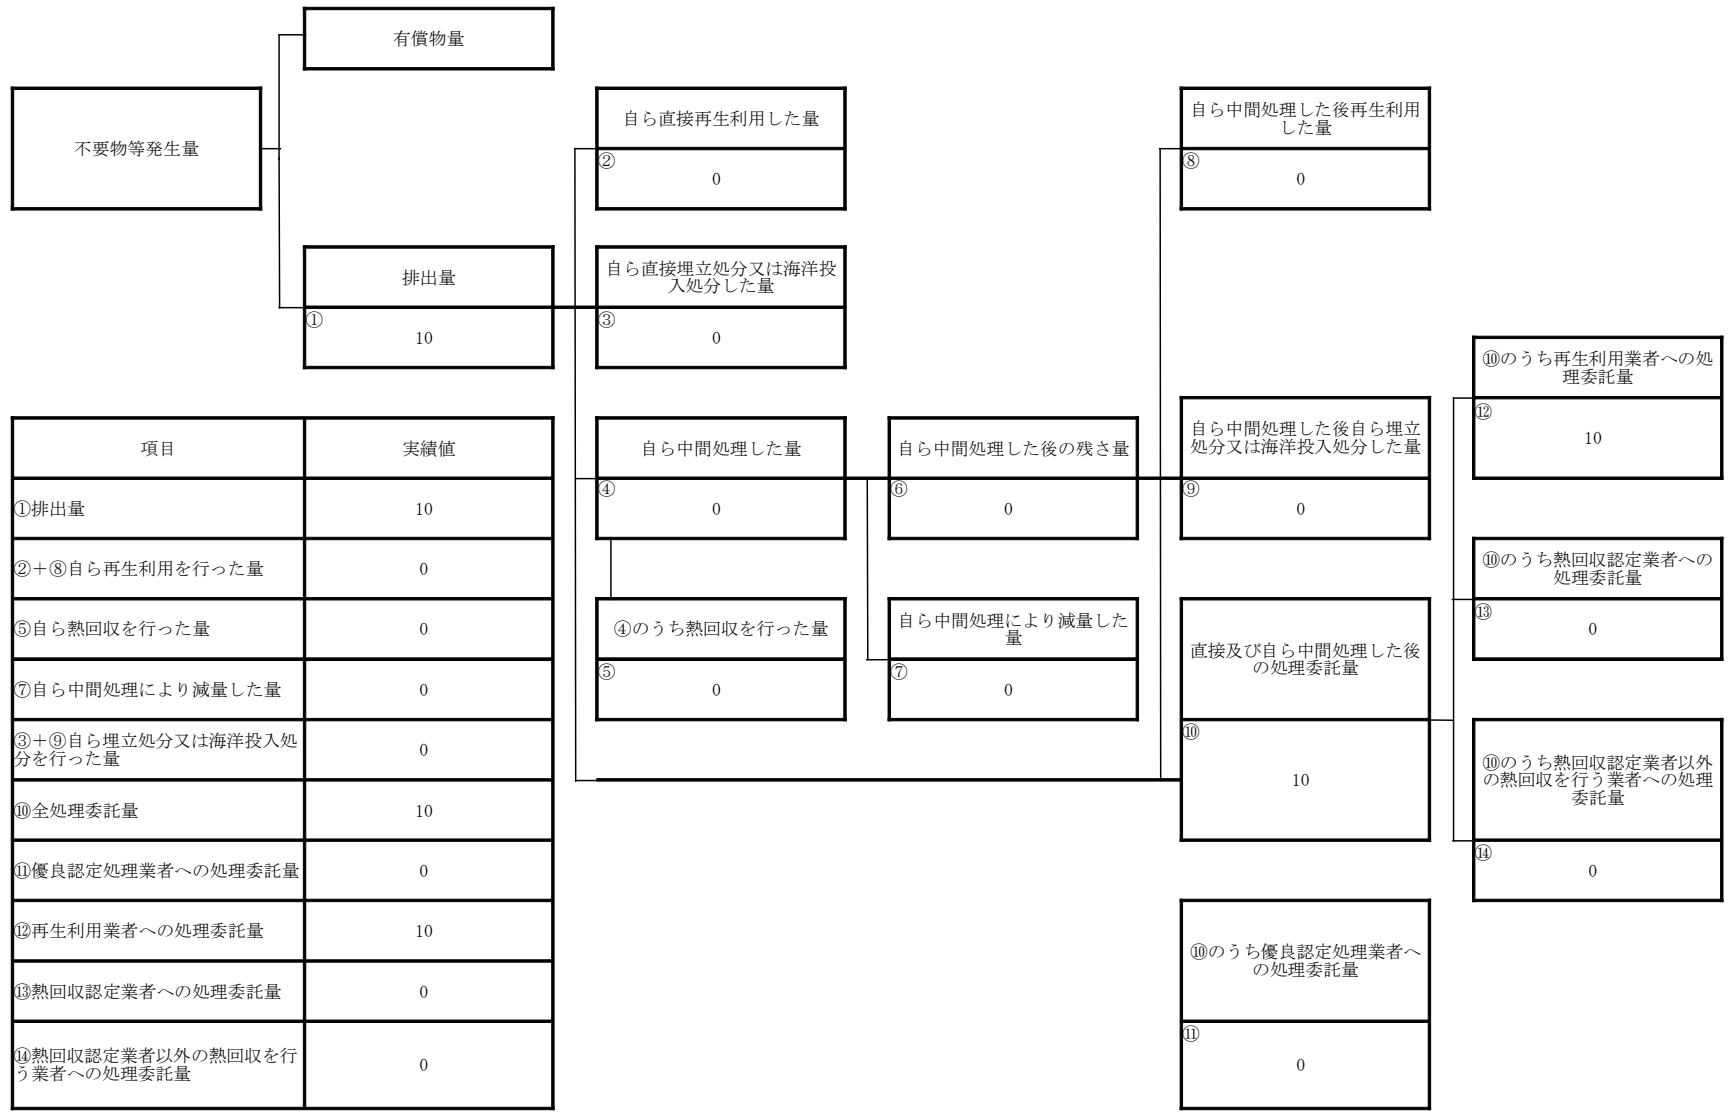 有償物量
不要物等発生量
自ら直接再生利用した量
②
0
自ら中間処理した後再生利用
した量
⑧
0
排出量
①
10
自ら直接埋立処分又は海洋投
入処分した量
③
0
⑩のうち再生利用業者への処
理委託量
⑫
10
項目
実績値
①排出量
10
②+⑧自ら再生利用を行った量
0
⑤自ら熱回収を行った量
0
⑦自ら中間処理により減量した量
0
③+⑨自ら埋立処分又は海洋投入処
分を行った量
0
⑩全処理委託量
10
⑪優良認定処理業者への処理委託量
0
⑫再生利用業者への処理委託量
10
⑬熱回収認定業者への処理委託量
0
⑭熱回収認定業者以外の熱回収を行
う業者への処理委託量
0
自ら中間処理した量
④
0
自ら中間処理した後の残さ量
⑥
0
自ら中間処理した後自ら埋立
処分又は海洋投入処分した量
⑨
0
④のうち熱回収を行った量
⑤
0
自ら中間処理により減量した
量
⑦
0
直接及び自ら中間処理した後
の処理委託量
⑩
10
⑩のうち熱回収認定業者への
処理委託量
⑬
0
⑩のうち熱回収認定業者以外
の熱回収を行う業者への処理
委託量
⑭
0
⑩のうち優良認定処理業者へ
の処理委託量
⑪
0